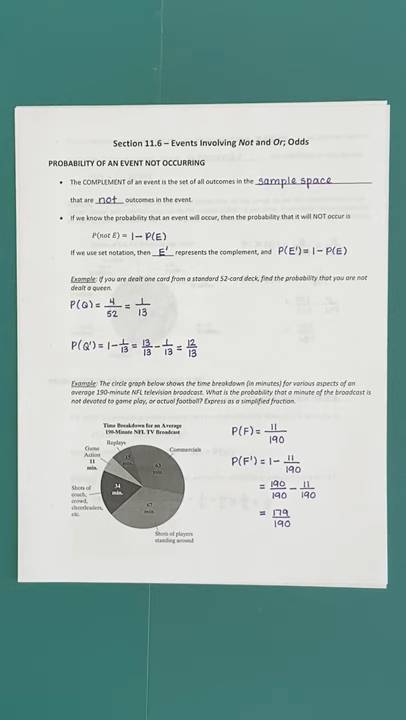 Section 11.6 – Events Involving Not and Or; Odds
PROBABILITY OF AN EVENT NOT OCCURRING
• The COMPLEMENT of an event is the set of all outcomes in the sample space
that are not outcomes in the event.
• If we know the probability that an event will occur, then the probability that it will NOT occur is
P(not E) = 1 − P(E)
If we use set notation, then E' represents the complement, and P(E') = 1 − P(E)
Example: If you are dealt one card from a standard 52-card deck, find the probability that you are not
dealt a queen.
P(Q) = 4/52 = 1/13
P(Q') = 1 − 1/13 = 13/13 − 1/13 = 12/13
Example: The circle graph below shows the time breakdown (in minutes) for various aspects of an
average 190-minute NFL television broadcast. What is the probability that a minute of the broadcast is
not devoted to game play, or actual football? Express as a simplified fraction.
Time Breakdown for an Average
190-Minute NFL TV Broadcast
Replays
Game
Action
11
min.
Commercials
min.
63
min.
Shots of
coach,
crowd,
cheerleaders,
etc.
34
min.
67
min.
Shots of players
standing around
P(F) = 11/190
P(F') = 1 − 11/190
= 190/190 − 11/190
= 179/190